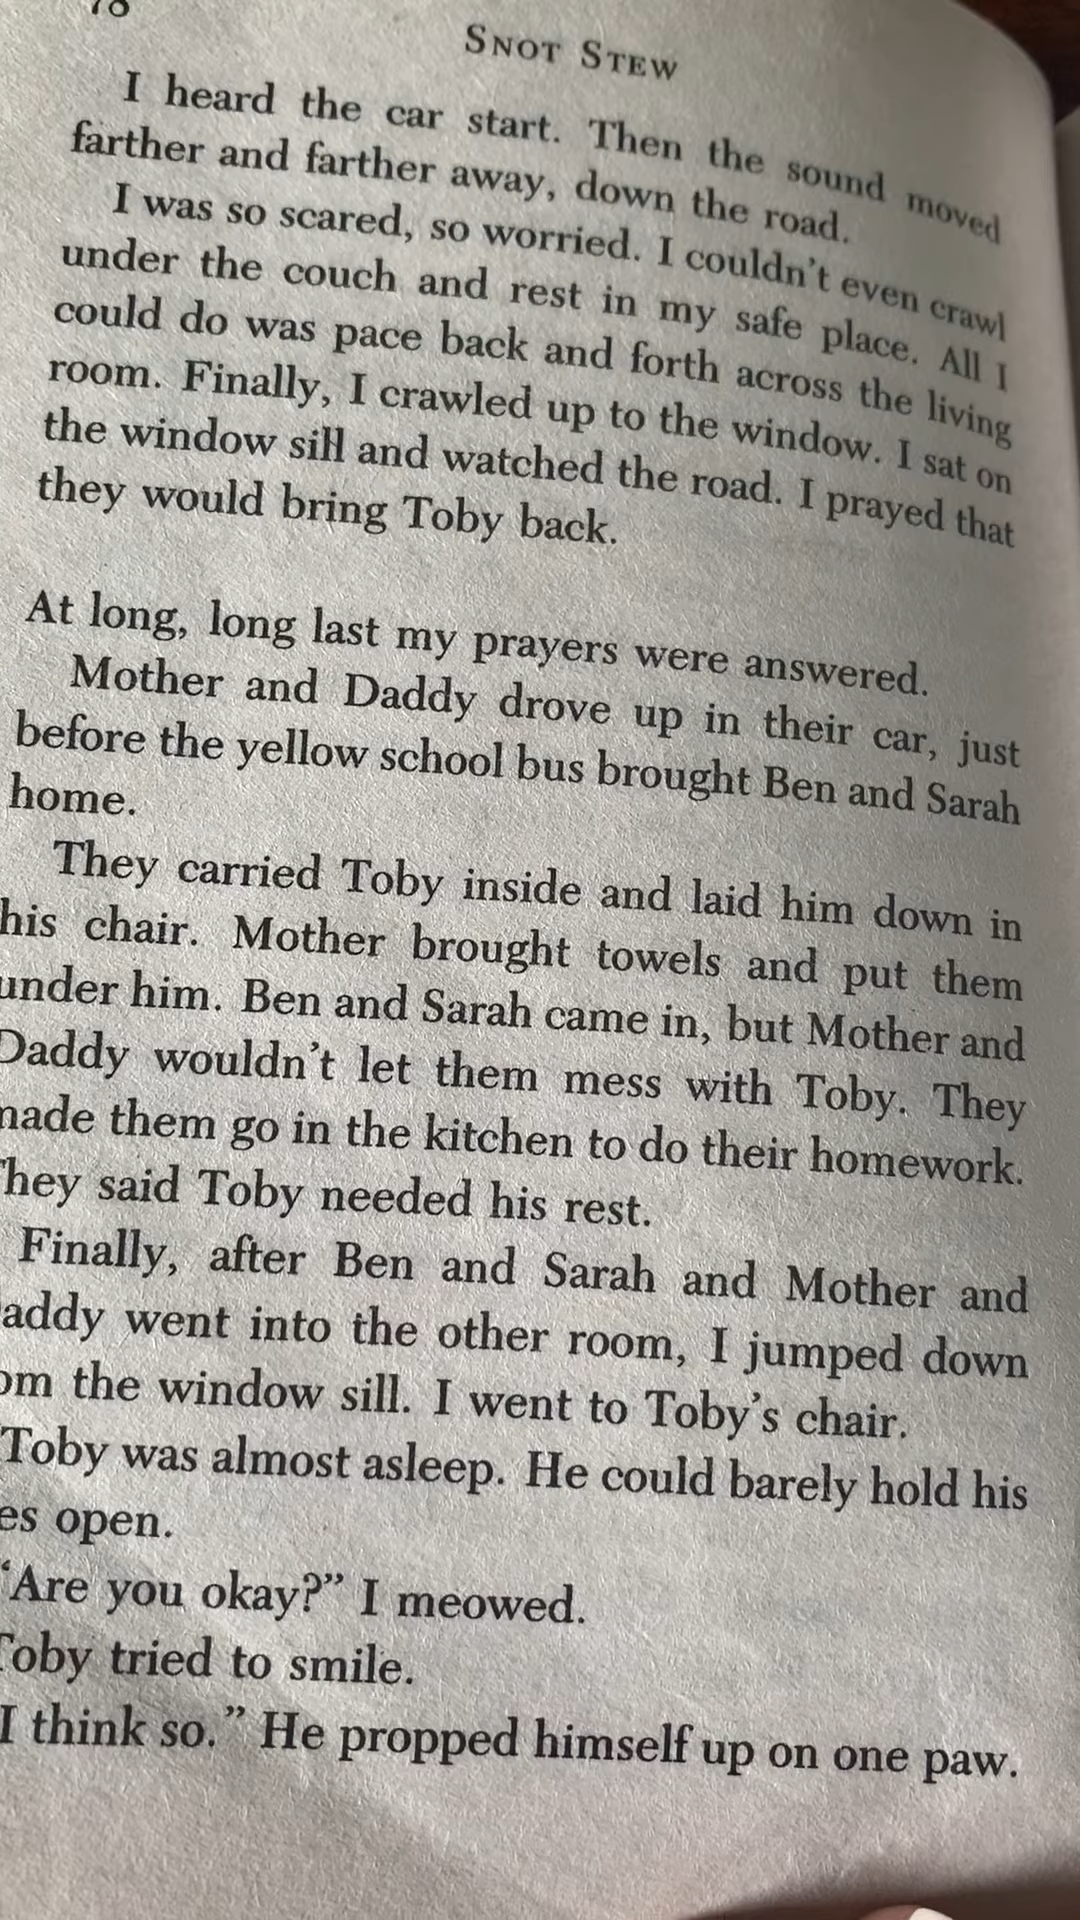 78
SNOT STEW
I heard the car start. Then the sound moved
farther and farther away, down the road.
I was so scared, so worried. I couldn't even crawl
under the couch and rest in my safe place. All I
could do was pace back and forth across the living
room. Finally, I crawled up to the window. I sat on
the window sill and watched the road. I prayed that
they would bring Toby back.
At long, long last my prayers were answered.
Mother and Daddy drove up in their car, just
before the yellow school bus brought Ben and Sarah
home.
They carried Toby inside and laid him down in
his chair. Mother brought towels and put them
under him. Ben and Sarah came in, but Mother and
Daddy wouldn't let them mess with Toby. They
made them go in the kitchen to do their homework.
They said Toby needed his rest.
Finally, after Ben and Sarah and Mother and
addy went into the other room, I jumped down
om the window sill. I went to Toby's chair.
Toby was almost asleep. He could barely hold his
es open.
"Are you okay?" I meowed.
Toby tried to smile.
I think so." He propped himself up on one paw.